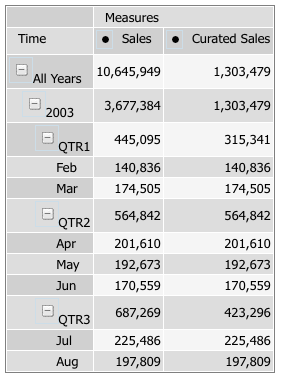 Measures
Time Sales Curated Sales
All Years 10,645,949 1,303,479
2003 3,677,384 1,303,479
QTR1 445,095 315,341
Feb 140,836 140,836
Mar 174,505 174,505
QTR2 564,842 564,842
Apr 201,610 201,610
May 192,673 192,673
Jun 170,559 170,559
QTR3 687,269 423,296
Jul 225,486 225,486
Aug 197,809 197,809